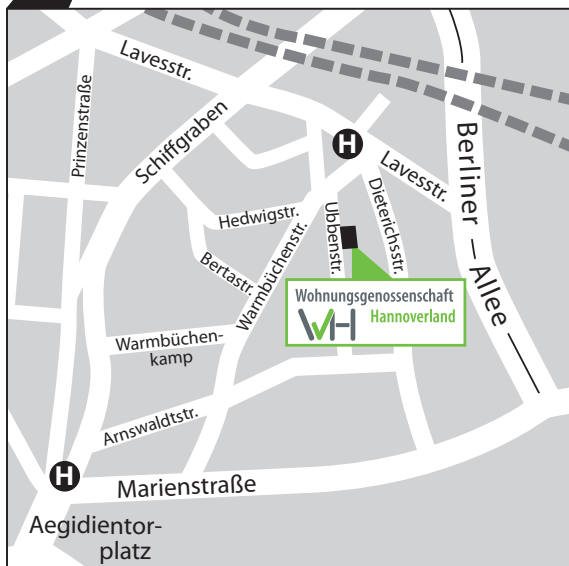 Lavesstr.
Prinzenstraße
Schiffgraben
H
Lavesstr.
Berliner
Allee
Dieterichsstr.
Ubbenstr.
Hedwigstr.
Bertastr.
Warmbüchenstr.
Wohnungsgenossenschaft
WH Hannoverland
Warmbüchen-
kamp
Arnswaldtstr.
H
Marienstraße
Aegidientor-
platz